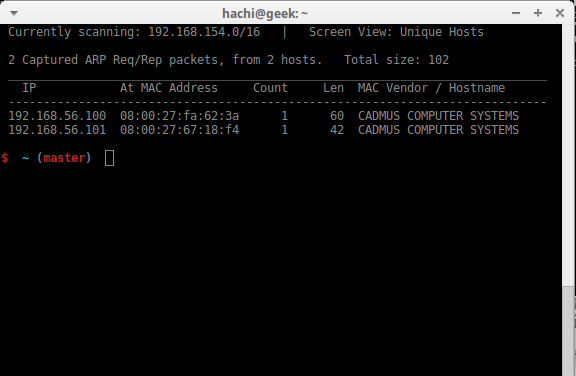 hachi@geek: ~
Currently scanning: 192.168.154.0/16   |   Screen View: Unique Hosts
2 Captured ARP Req/Rep packets, from 2 hosts.   Total size: 102
_____________________________________________________________________________
IP            At MAC Address     Count     Len  MAC Vendor / Hostname
-----------------------------------------------------------------------------
192.168.56.100  08:00:27:fa:62:3a      1      60  CADMUS COMPUTER SYSTEMS
192.168.56.101  08:00:27:67:18:f4      1      42  CADMUS COMPUTER SYSTEMS
$  ~ (master)